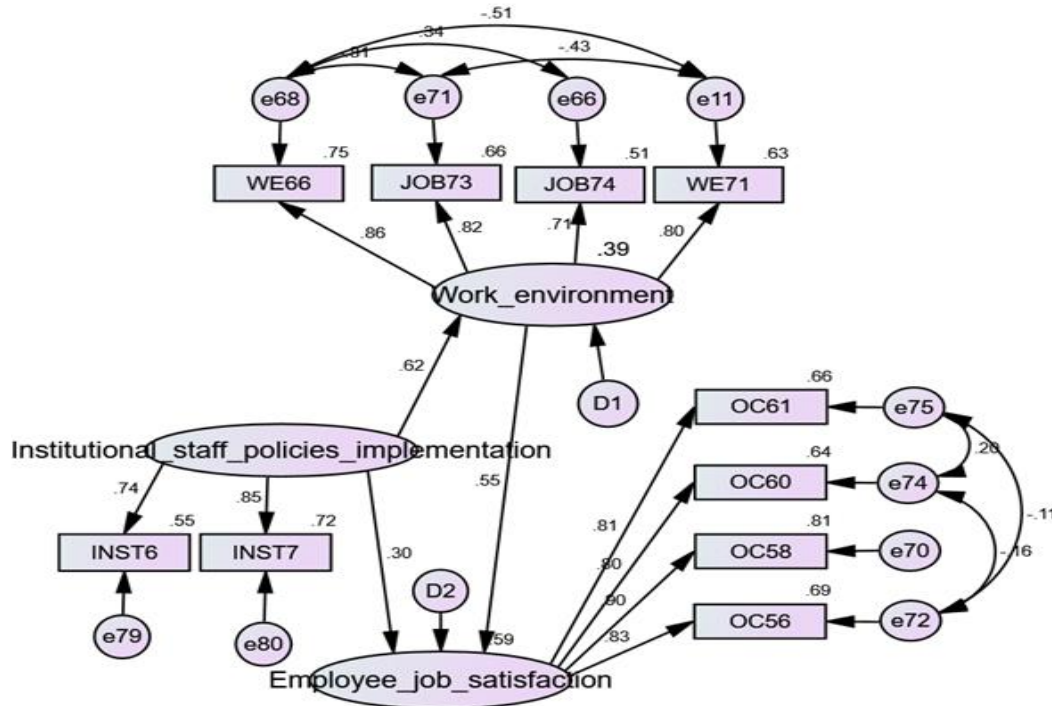 -.51
.34
.31
-.43
e68
e71
e66
e11
.75
.66
.51
.63
WE66
JOB73
JOB74
WE71
.86
.82
.71
.80
.39
Work_environment
.62
D1
.66
OC61
e75
Institutional_staff_policies_implementation
.20
.64
.55
OC60
e74
.74
.85
-.11
.55
.72
.81
.81
INST6
INST7
.30
.80
OC58
e70
-.16
D2
.90
.69
e79
e80
.59
.83
OC56
e72
Employee_job_satisfaction